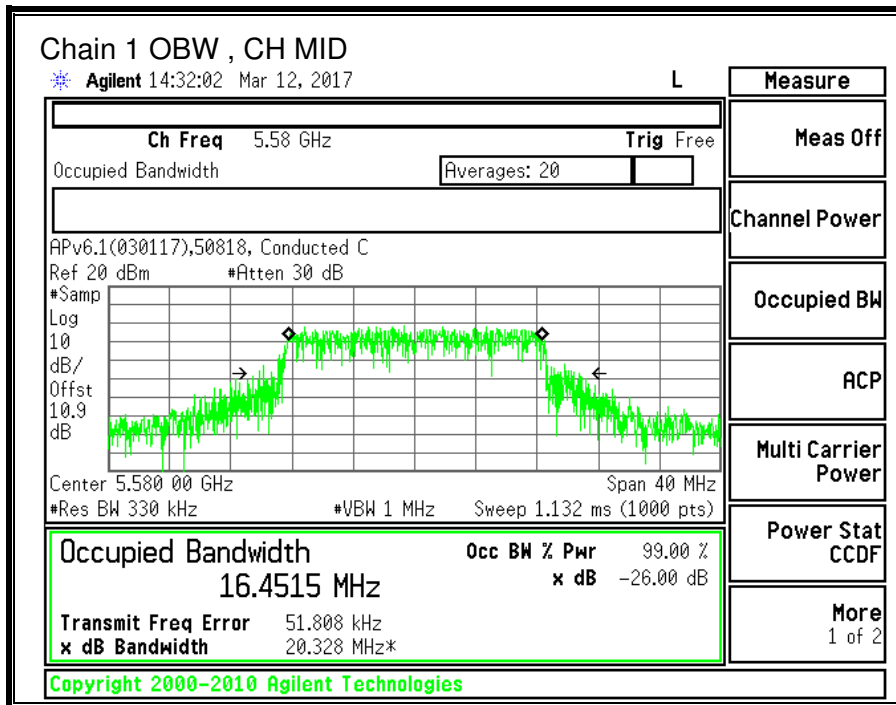 Chain 1 OBW , CH MID
Agilent 14:32:02 Mar 12, 2017 L
Measure
Ch Freq 5.58 GHz Trig Free
Occupied Bandwidth Averages: 20
APv6.1(030117),50818, Conducted C
Ref 20 dBm #Atten 30 dB
#Samp
Log
10
dB/
Offst
10.9
dB
Center 5.580 00 GHz Span 40 MHz
#Res BW 330 kHz #VBW 1 MHz Sweep 1.132 ms (1000 pts)
Occupied Bandwidth Occ BW % Pwr 99.00 %
16.4515 MHz x dB -26.00 dB
Transmit Freq Error 51.808 kHz
x dB Bandwidth 20.328 MHz*
Copyright 2000-2010 Agilent Technologies
Meas Off
Channel Power
Occupied BW
ACP
Multi Carrier
Power
Power Stat
CCDF
More
1 of 2